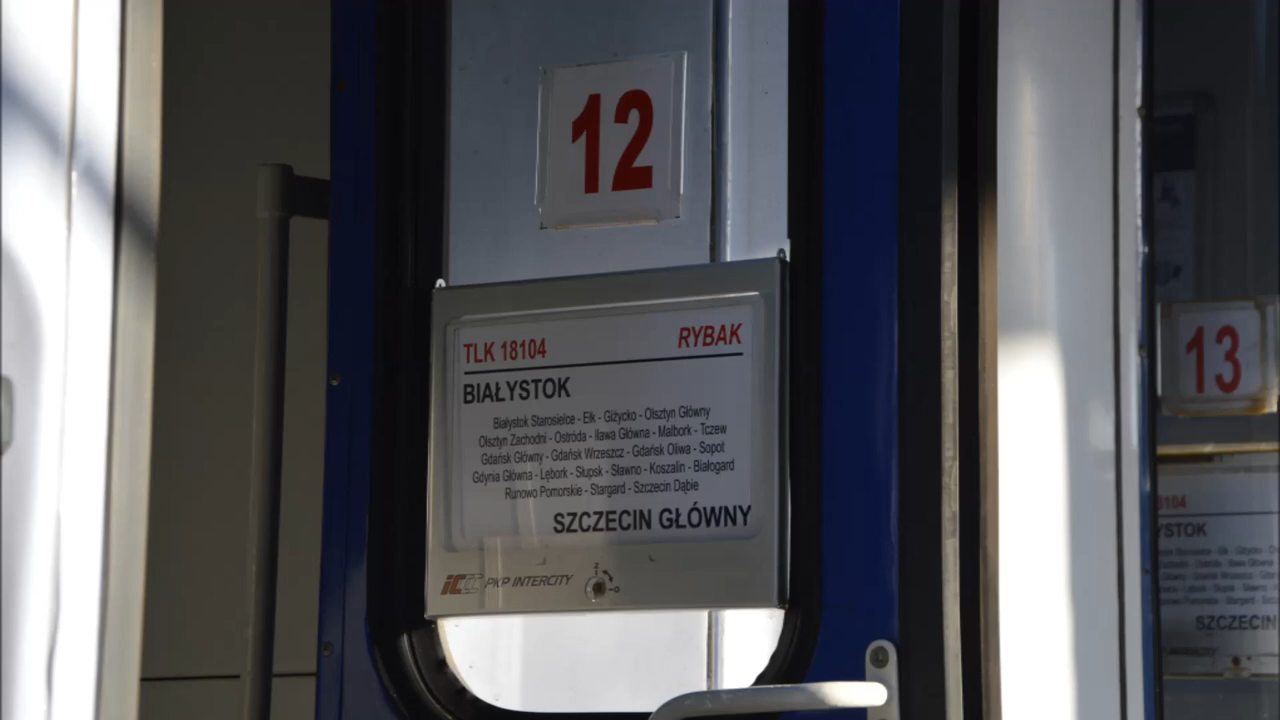 12
TLK 18104 RYBAK
BIAŁYSTOK
Białystok Starosielce - Ełk - Giżycko - Olsztyn Główny
Olsztyn Zachodni - Ostróda - Iława Główna - Malbork - Tczew
Gdańsk Główny - Gdańsk Wrzeszcz - Gdańsk Oliwa - Sopot
Gdynia Główna - Lębork - Słupsk - Sławno - Koszalin - Białogard
Runowo Pomorskie - Stargard - Szczecin Dąbie
SZCZECIN GŁÓWNY
PKP INTERCITY
13
8104
YSTOK
SZCZECIN